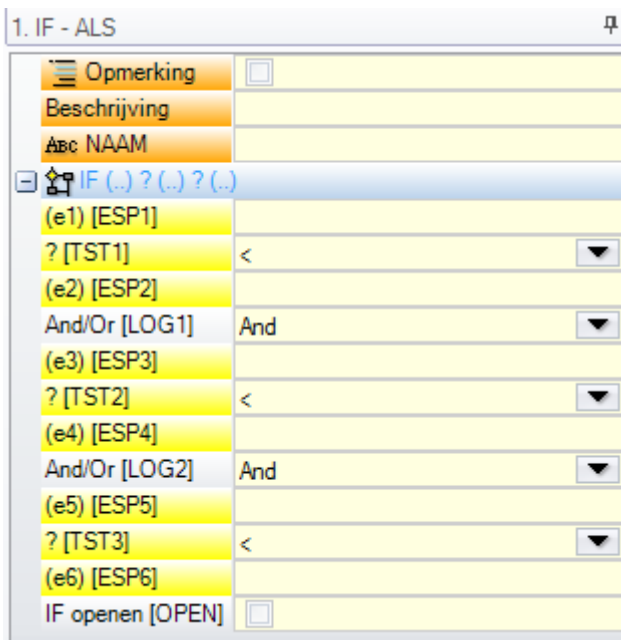 1. IF - ALS
Opmerking
Beschrijving
ABC NAAM
IF (..) ? (..) ? (..)
(e1) [ESP1]
? [TST1] <
(e2) [ESP2]
And/Or [LOG1] And
(e3) [ESP3]
? [TST2] <
(e4) [ESP4]
And/Or [LOG2] And
(e5) [ESP5]
? [TST3] <
(e6) [ESP6]
IF openen [OPEN]